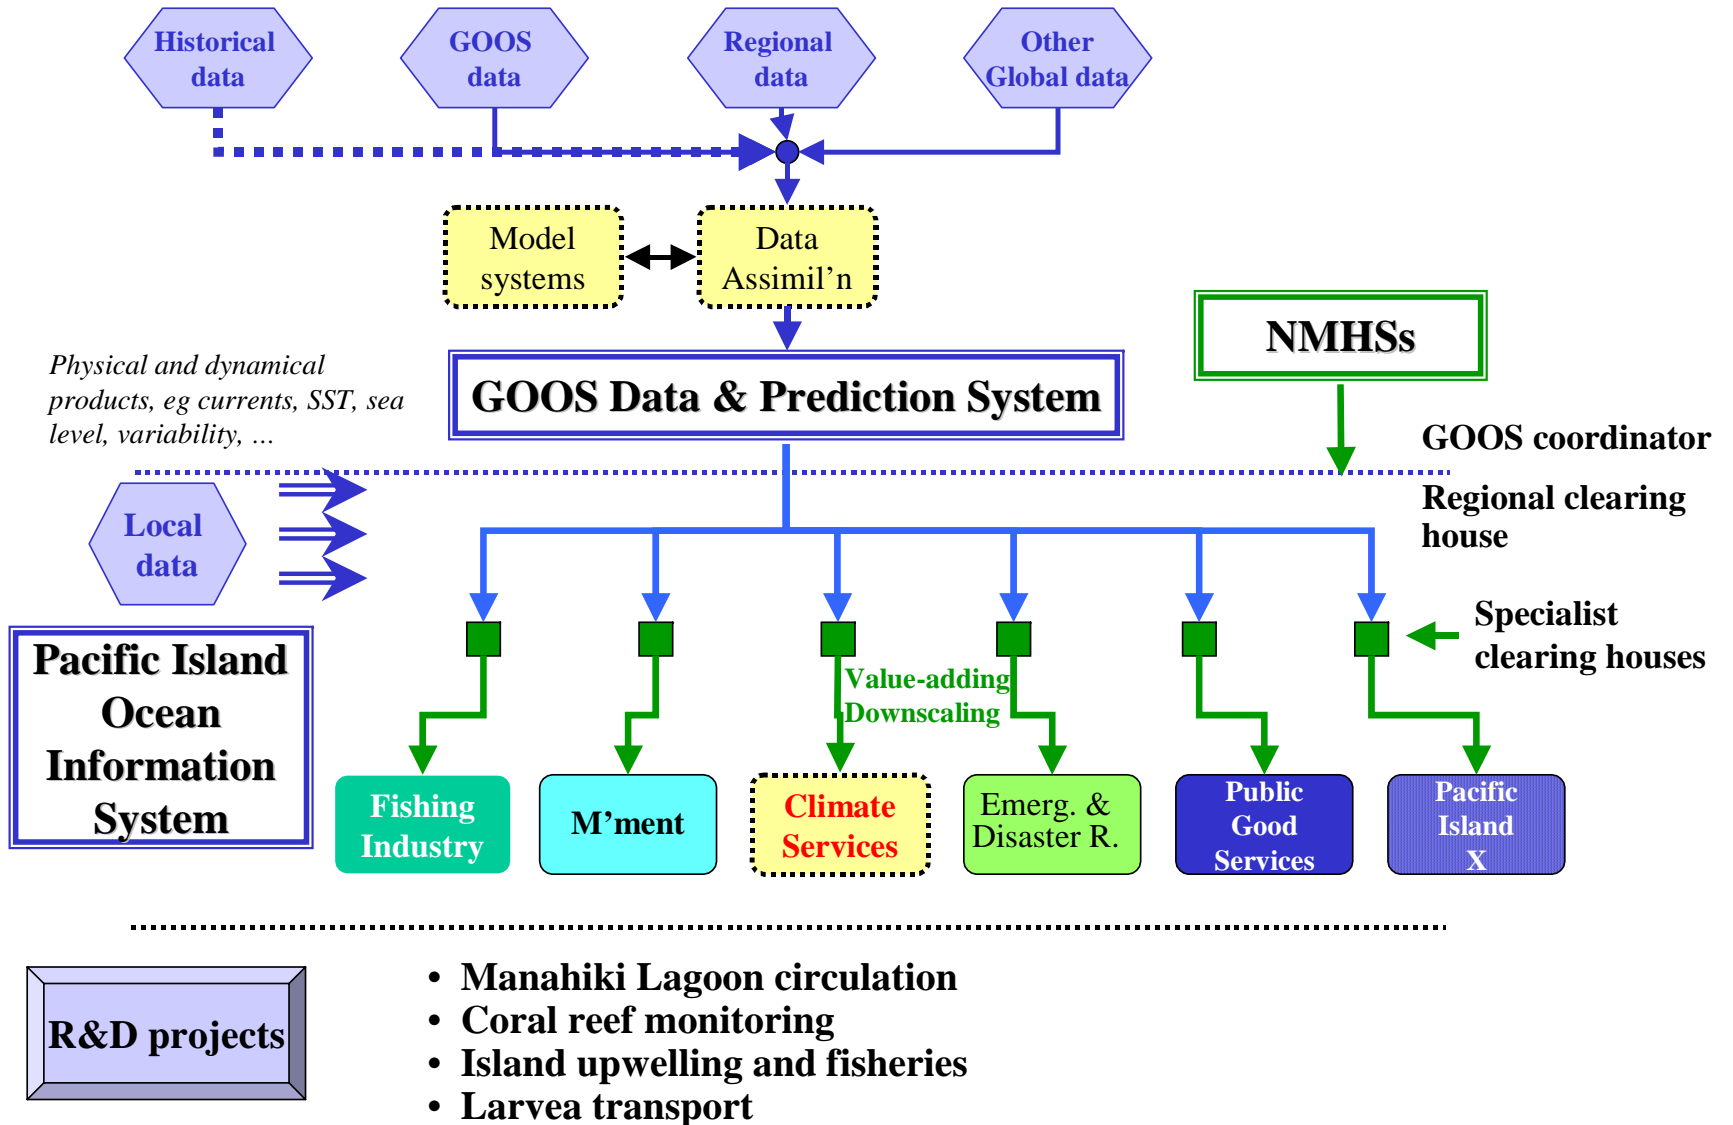 Historical
data
GOOS
data
Regional
data
Other
Global data
Model
systems
Data
Assimil’n
NMHSs
Physical and dynamical
products, eg currents, SST, sea
level, variability, …
GOOS Data & Prediction System
GOOS coordinator
Regional clearing
house
Local
data
Specialist
clearing houses
Pacific Island
Ocean
Information
System
Value-adding
Downscaling
Fishing
Industry
M’ment
Climate
Services
Emerg. &
Disaster R.
Public
Good
Services
Pacific
Island
X
R&D projects
• Manahiki Lagoon circulation
• Coral reef monitoring
• Island upwelling and fisheries
• Larvea transport